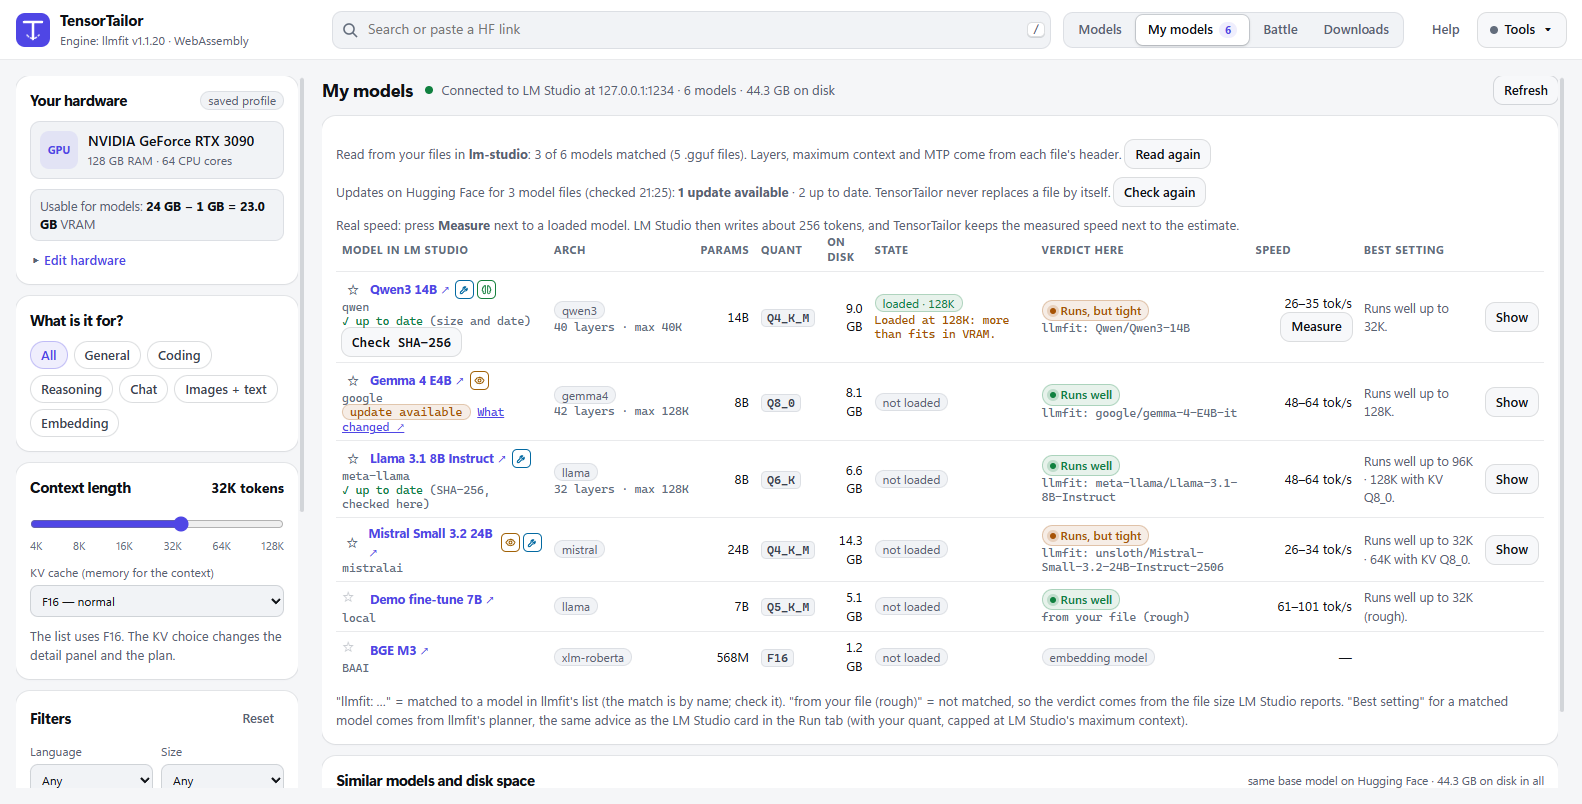 TensorTailor
Engine: llmfit v1.1.20 · WebAssembly
Search or paste a HF link
/
Models
My models 6
Battle
Downloads
Help
Tools
Your hardware
saved profile
GPU
NVIDIA GeForce RTX 3090
128 GB RAM · 64 CPU cores
Usable for models: 24 GB − 1 GB = 23.0
GB VRAM
▸ Edit hardware
What is it for?
All
General
Coding
Reasoning
Chat
Images + text
Embedding
Context length
32K tokens
4K 8K 16K 32K 64K 128K
KV cache (memory for the context)
F16 — normal
The list uses F16. The KV choice changes the
detail panel and the plan.
Filters
Reset
Language
Size
Any
Any
My models
Connected to LM Studio at 127.0.0.1:1234 · 6 models · 44.3 GB on disk
Refresh
Read from your files in lm-studio: 3 of 6 models matched (5 .gguf files). Layers, maximum context and MTP come from each file's header.
Read again
Updates on Hugging Face for 3 model files (checked 21:25): 1 update available · 2 up to date. TensorTailor never replaces a file by itself.
Check again
Real speed: press Measure next to a loaded model. LM Studio then writes about 256 tokens, and TensorTailor keeps the measured speed next to the estimate.
MODEL IN LM STUDIO
ARCH
PARAMS
QUANT
ON
DISK
STATE
VERDICT HERE
SPEED
BEST SETTING
☆ Qwen3 14B ↗
qwen
✓ up to date (size and date)
Check SHA-256
qwen3
40 layers · max 40K
14B
Q4_K_M
9.0
GB
loaded · 128K
Loaded at 128K: more
than fits in VRAM.
Runs, but tight
llmfit: Qwen/Qwen3-14B
26–35 tok/s
Measure
Runs well up to
32K.
Show
☆ Gemma 4 E4B ↗
google
update available What
changed ↗
gemma4
42 layers · max 128K
8B
Q8_0
8.1
GB
not loaded
Runs well
llmfit: google/gemma-4-E4B-it
48–64 tok/s
Runs well up to
128K.
Show
☆ Llama 3.1 8B Instruct ↗
meta-llama
✓ up to date (SHA-256,
checked here)
llama
32 layers · max 128K
8B
Q6_K
6.6
GB
not loaded
Runs well
llmfit: meta-llama/Llama-3.1-
8B-Instruct
48–64 tok/s
Runs well up to 96K
· 128K with KV
Q8_0.
Show
☆ Mistral Small 3.2 24B
↗
mistralai
mistral
24B
Q4_K_M
14.3
GB
not loaded
Runs, but tight
llmfit: unsloth/Mistral-
Small-3.2-24B-Instruct-2506
26–34 tok/s
Runs well up to 32K
· 64K with KV Q8_0.
Show
☆ Demo fine-tune 7B ↗
local
llama
7B
Q5_K_M
5.1
GB
not loaded
Runs well
from your file (rough)
61–101 tok/s
Runs well up to 32K
(rough).
☆ BGE M3 ↗
BAAI
xlm-roberta
568M
F16
1.2
GB
not loaded
embedding model
—
"llmfit: ..." = matched to a model in llmfit's list (the match is by name; check it). "from your file (rough)" = not matched, so the verdict comes from the file size LM Studio reports. "Best setting" for a matched
model comes from llmfit's planner, the same advice as the LM Studio card in the Run tab (with your quant, capped at LM Studio's maximum context).
Similar models and disk space
same base model on Hugging Face · 44.3 GB on disk in all